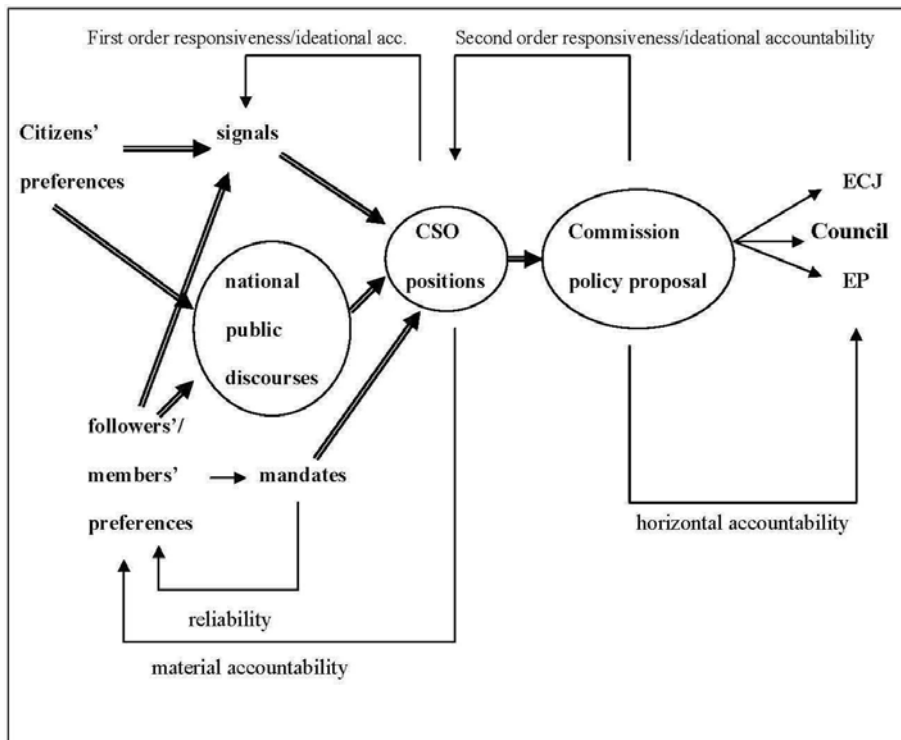 First order responsiveness/ideational acc.
Second order responsiveness/ideational accountability
Citizens’
preferences
signals
national
public
discourses
CSO
positions
Commission
policy proposal
ECJ
Council
EP
followers’/
members’
preferences
mandates
reliability
material accountability
horizontal accountability